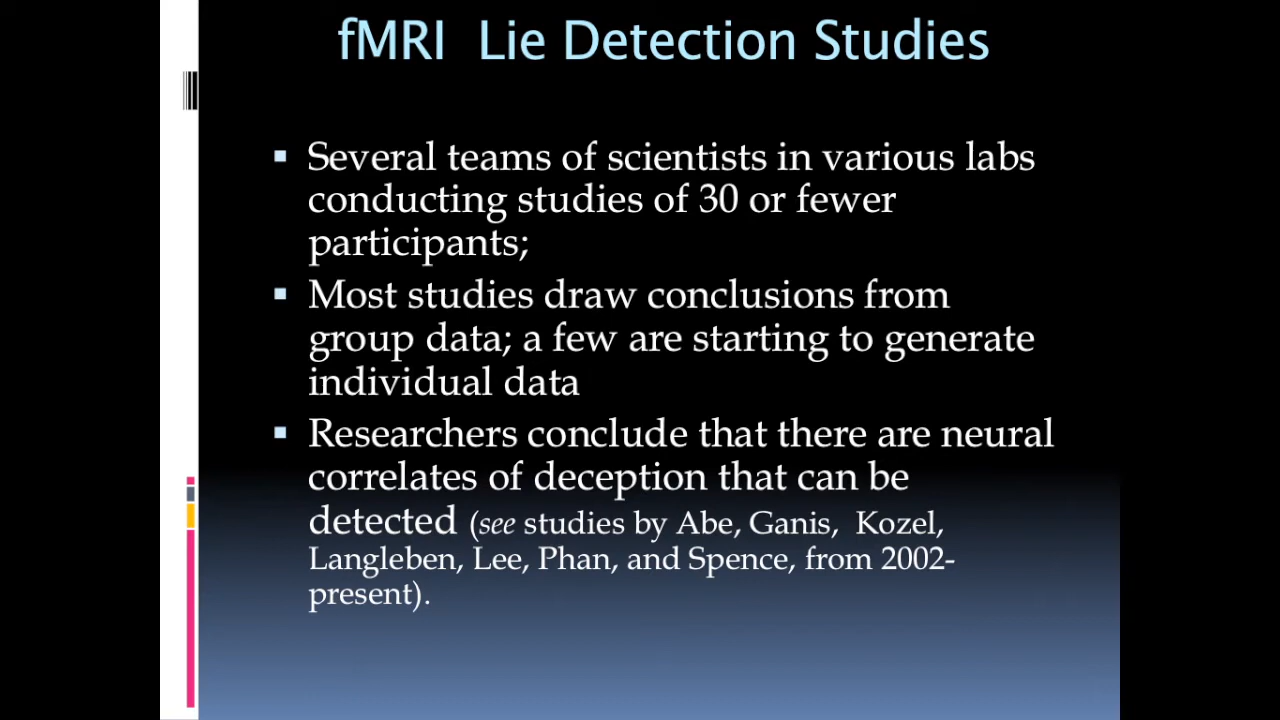 fMRI Lie Detection Studies
▪ Several teams of scientists in various labs
conducting studies of 30 or fewer
participants;
▪ Most studies draw conclusions from
group data; a few are starting to generate
individual data
▪ Researchers conclude that there are neural
correlates of deception that can be
detected (see studies by Abe, Ganis, Kozel,
Langleben, Lee, Phan, and Spence, from 2002-
present).